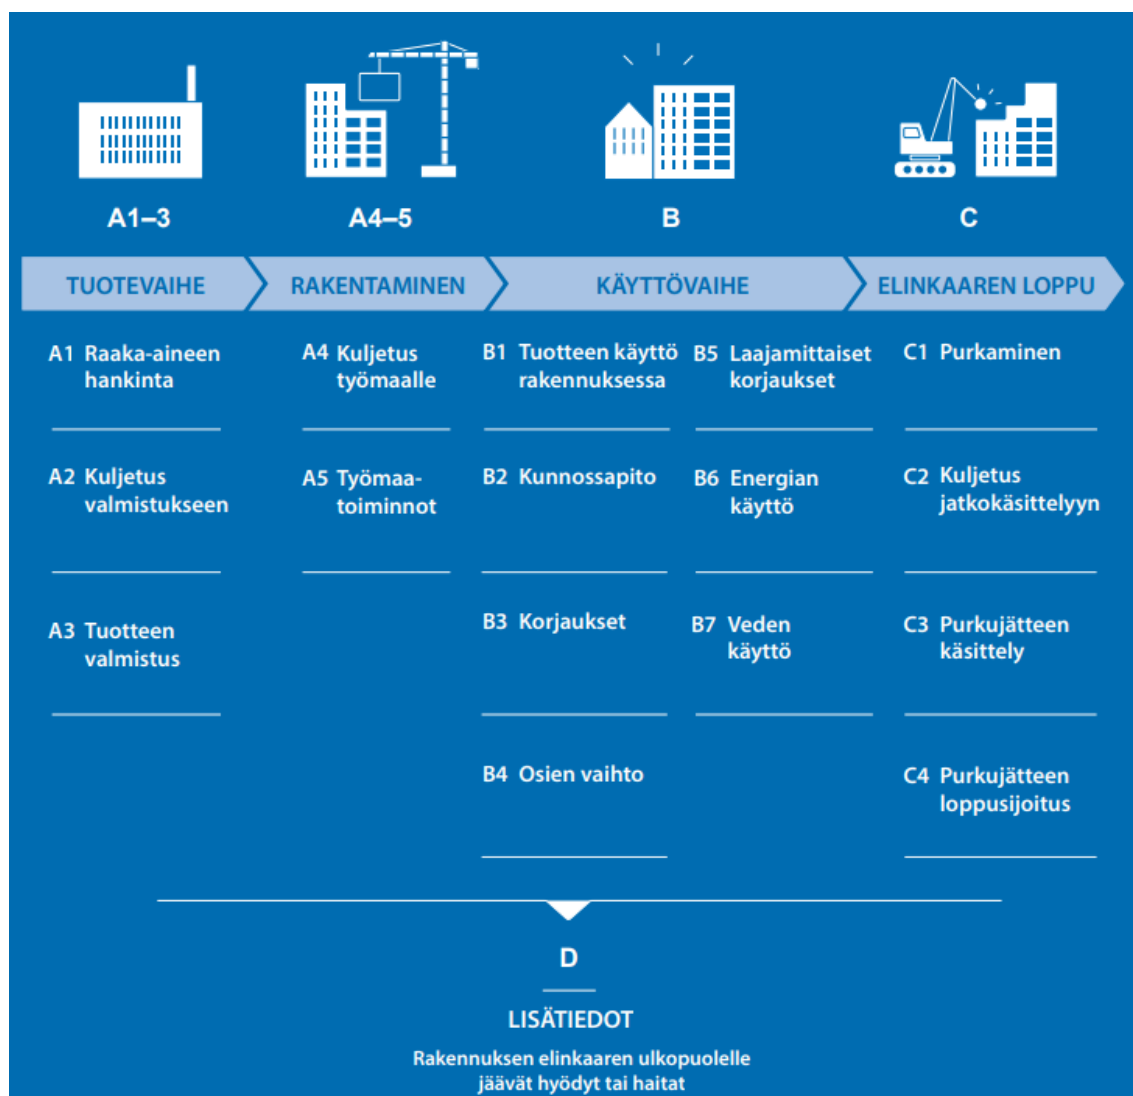 A1–3
A4–5
B
C
TUOTEVAIHE
RAKENTAMINEN
KÄYTTÖVAIHE
ELINKAAREN LOPPU
A1 Raaka-aineen
hankinta
A2 Kuljetus
valmistukseen
A3 Tuotteen
valmistus
A4 Kuljetus
työmaalle
A5 Työmaa-
toiminnot
B1 Tuotteen käyttö
rakennuksessa
B2 Kunnossapito
B3 Korjaukset
B4 Osien vaihto
B5 Laajamittaiset
korjaukset
B6 Energian
käyttö
B7 Veden
käyttö
C1 Purkaminen
C2 Kuljetus
jatkokäsittelyyn
C3 Purkujätteen
käsittely
C4 Purkujätteen
loppusijoitus
D
LISÄTIEDOT
Rakennuksen elinkaaren ulkopuolelle
jäävät hyödyt tai haitat